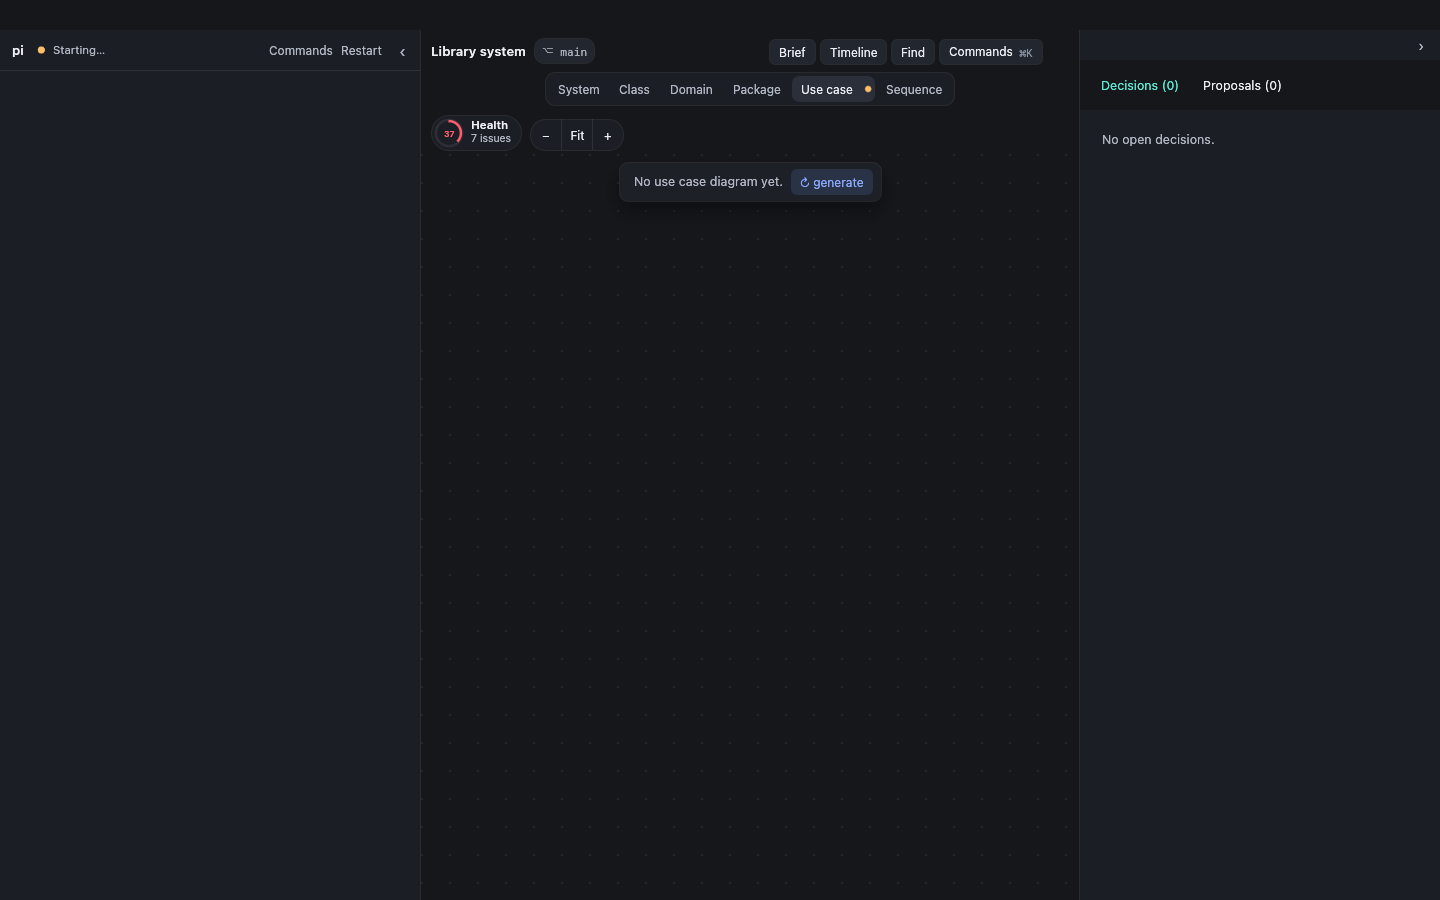 pi
Starting...
Commands
Restart
Library system
main
Brief
Timeline
Find
Commands ⌘K
System
Class
Domain
Package
Use case
Sequence
37
Health
7 issues
Fit
No use case diagram yet.
generate
Decisions (0)
Proposals (0)
No open decisions.